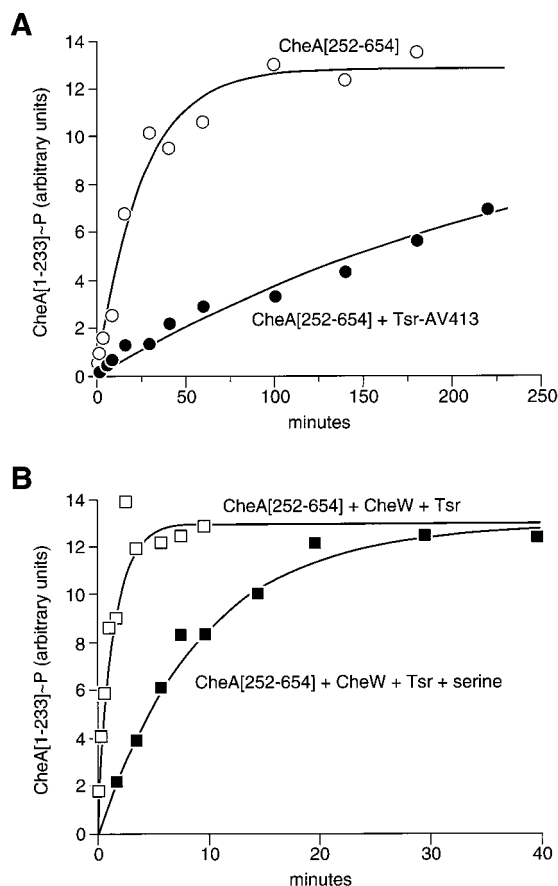 A
14
12
10
8
6
4
2
0
CheA[1-233]~P (arbitrary units)
CheA[252-654]
CheA[252-654] + Tsr-AV413
0 50 100 150 200 250
minutes
B
14
12
10
8
6
4
2
0
CheA[1-233]~P (arbitrary units)
CheA[252-654] + CheW + Tsr
CheA[252-654] + CheW + Tsr + serine
0 10 20 30 40
minutes